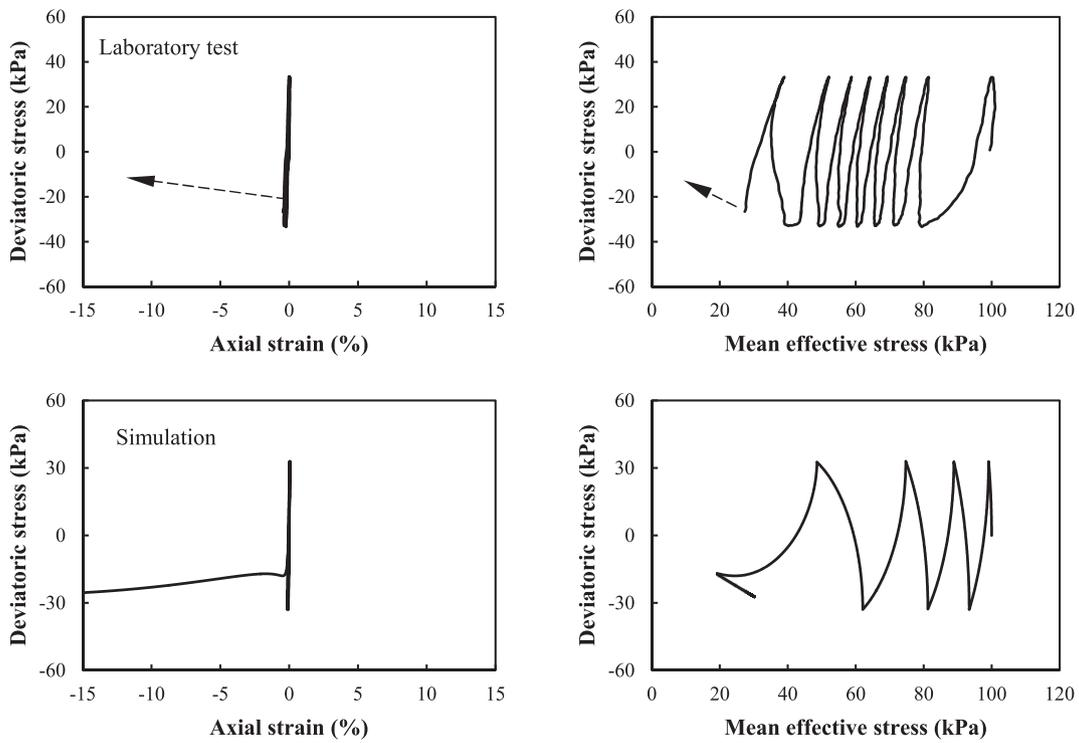 60
40
20
0
-20
-40
-60
Deviatoric stress (kPa)
Laboratory test
-15 -10 -5 0 5 10 15
Axial strain (%)
60
40
20
0
-20
-40
-60
Deviatoric stress (kPa)
0 20 40 60 80 100 120
Mean effective stress (kPa)
60
30
0
-30
-60
Deviatoric stress (kPa)
Simulation
-15 -10 -5 0 5 10 15
Axial strain (%)
60
30
0
-30
-60
Deviatoric stress (kPa)
0 20 40 60 80 100 120
Mean effective stress (kPa)